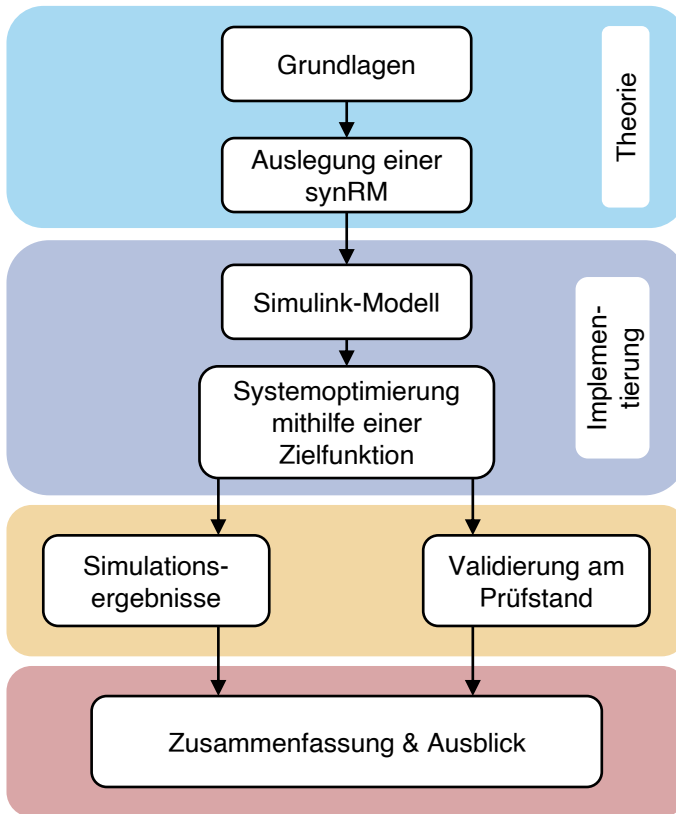 Grundlagen
Theorie
Auslegung einer
synRM
Simulink-Modell
Implemen-
tierung
Systemoptimierung
mithilfe einer
Zielfunktion
Simulations-
ergebnisse
Validierung am
Prüfstand
Zusammenfassung & Ausblick